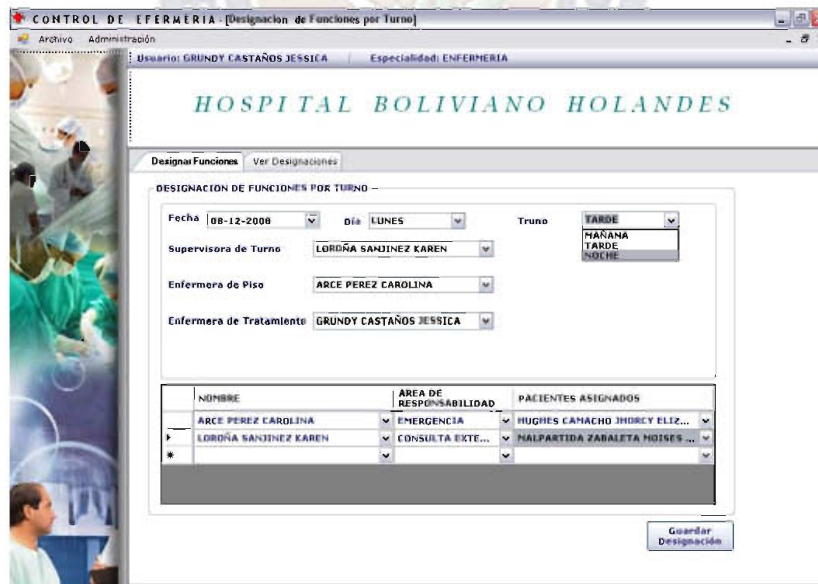 CONTROL DE EFERMERIA - [Designacion de Funciones por Turno]
Archivo Administración
Usuario: GRUNDY CASTAÑOS JESSICA Especialidad: ENFERMERIA
HOSPITAL BOLIVIANO HOLANDES
Designar Funciones Ver Designaciones
DESIGNACION DE FUNCIONES POR TURNO
Fecha 08-12-2008 Día LUNES Truno TARDE
MAÑANA
TARDE
NOCHE
Supervisora de Turno LOROÑA SANJINEZ KAREN
Enfermera de Piso ARCE PEREZ CAROLINA
Enfermera de Tratamiento GRUNDY CASTAÑOS JESSICA
NOMBRE AREA DE RESPONSABILIDAD PACIENTES ASIGNADOS
ARCE PEREZ CAROLINA EMERGENCIA HUGHES CAMACHO JHORCY ELIZ...
LOROÑA SANJINEZ KAREN CONSULTA EXTE... MALPARTIDA ZABALETA MOISES ...
Guardar
Designación